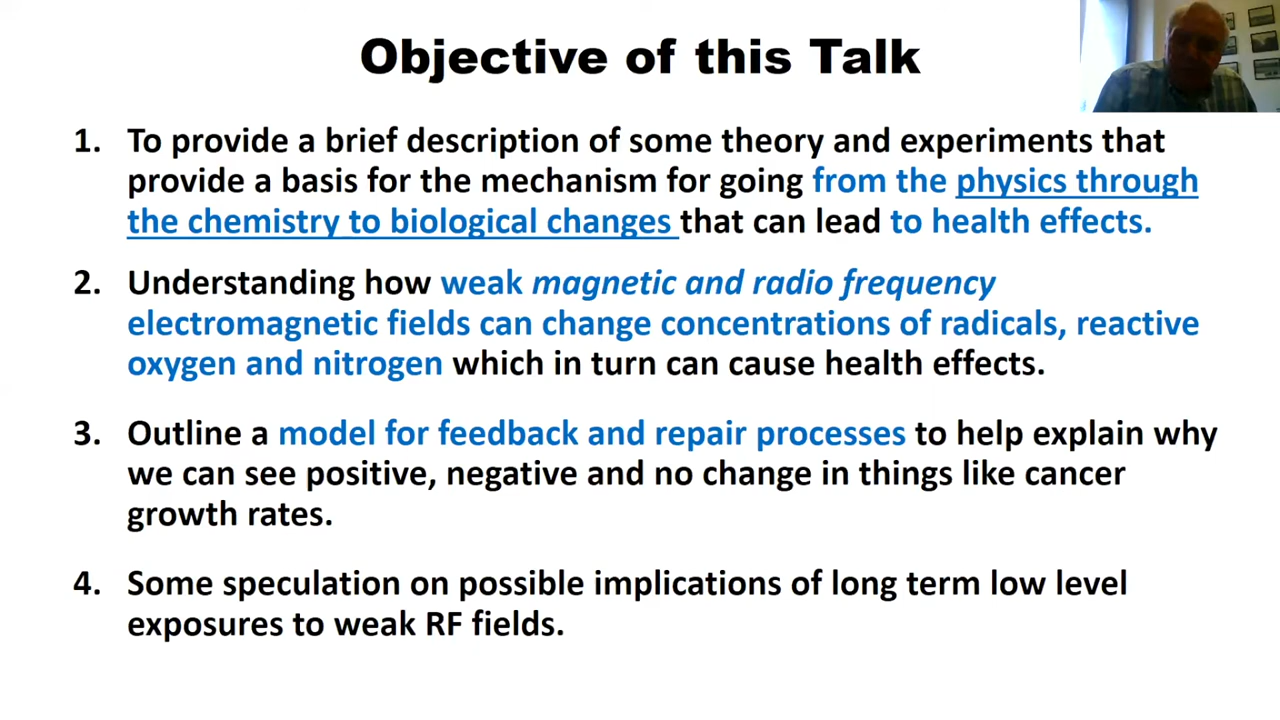 Objective of this Talk
1. To provide a brief description of some theory and experiments that
provide a basis for the mechanism for going from the physics through
the chemistry to biological changes that can lead to health effects.
2. Understanding how weak magnetic and radio frequency
electromagnetic fields can change concentrations of radicals, reactive
oxygen and nitrogen which in turn can cause health effects.
3. Outline a model for feedback and repair processes to help explain why
we can see positive, negative and no change in things like cancer
growth rates.
4. Some speculation on possible implications of long term low level
exposures to weak RF fields.